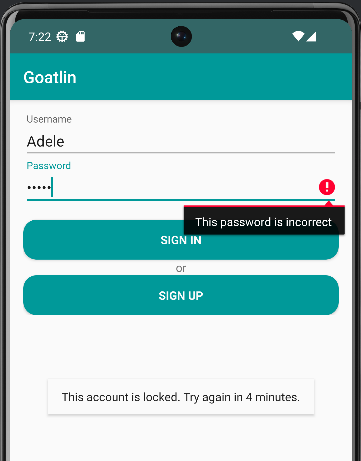 7:22
Goatlin
Username
Adele
Password
•••••
This password is incorrect
SIGN IN
or
SIGN UP
This account is locked. Try again in 4 minutes.